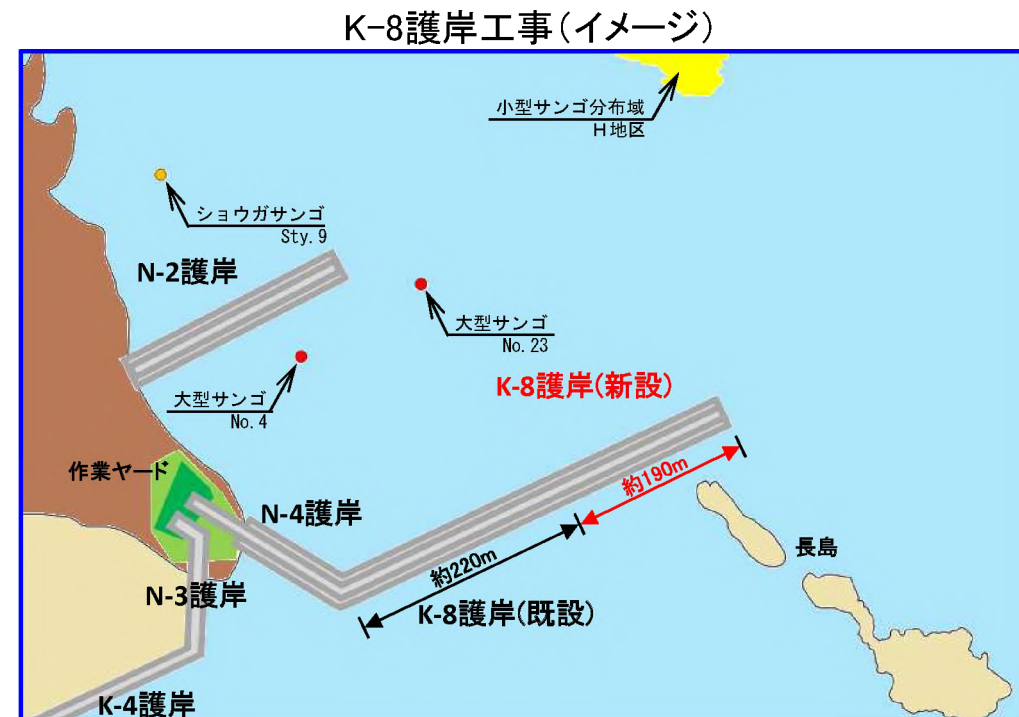 K-8護岸工事(イメージ)
小型サンゴ分布域
H地区
ショウガサンゴ
Sty. 9
N-2護岸
大型サンゴ
No. 23
大型サンゴ
No. 4
K-8護岸(新設)
約190m
作業ヤード
N-4護岸
長島
約220m
N-3護岸
K-8護岸(既設)
K-4護岸